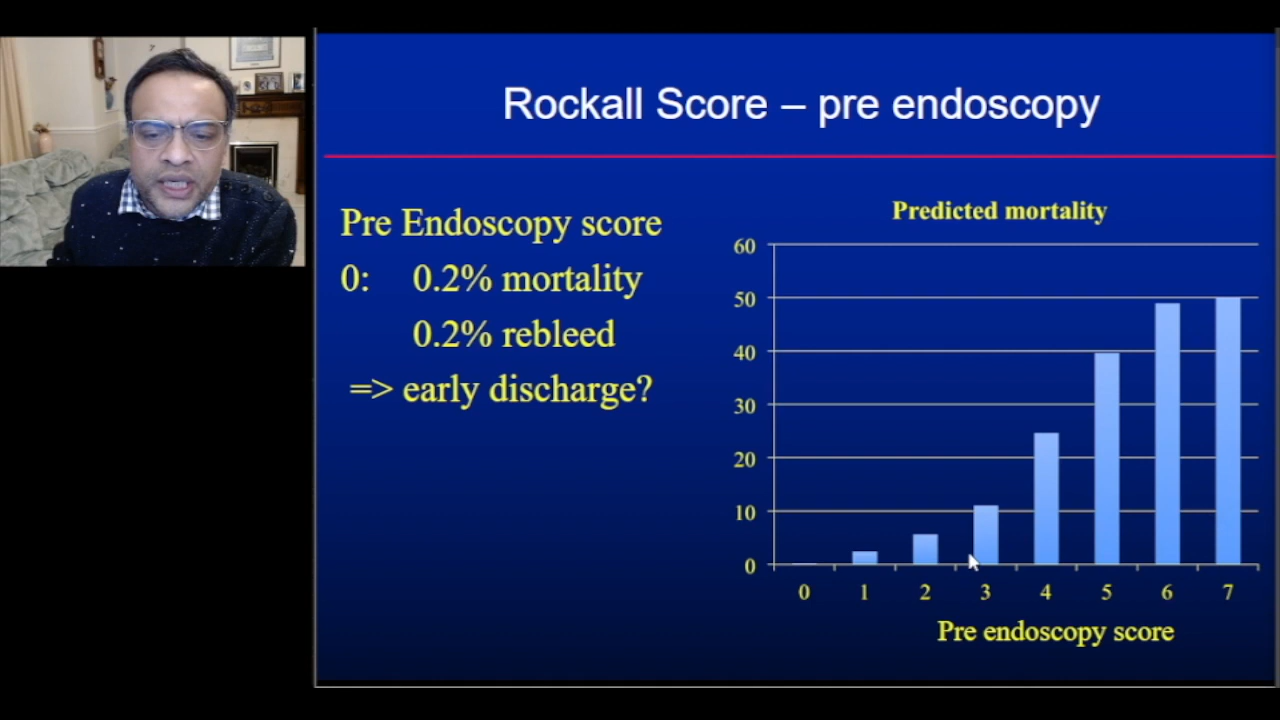 Rockall Score – pre endoscopy
Pre Endoscopy score
0: 0.2% mortality
0.2% rebleed
=> early discharge?
Predicted mortality
60
50
40
30
20
10
0
0 1 2 3 4 5 6 7
Pre endoscopy score